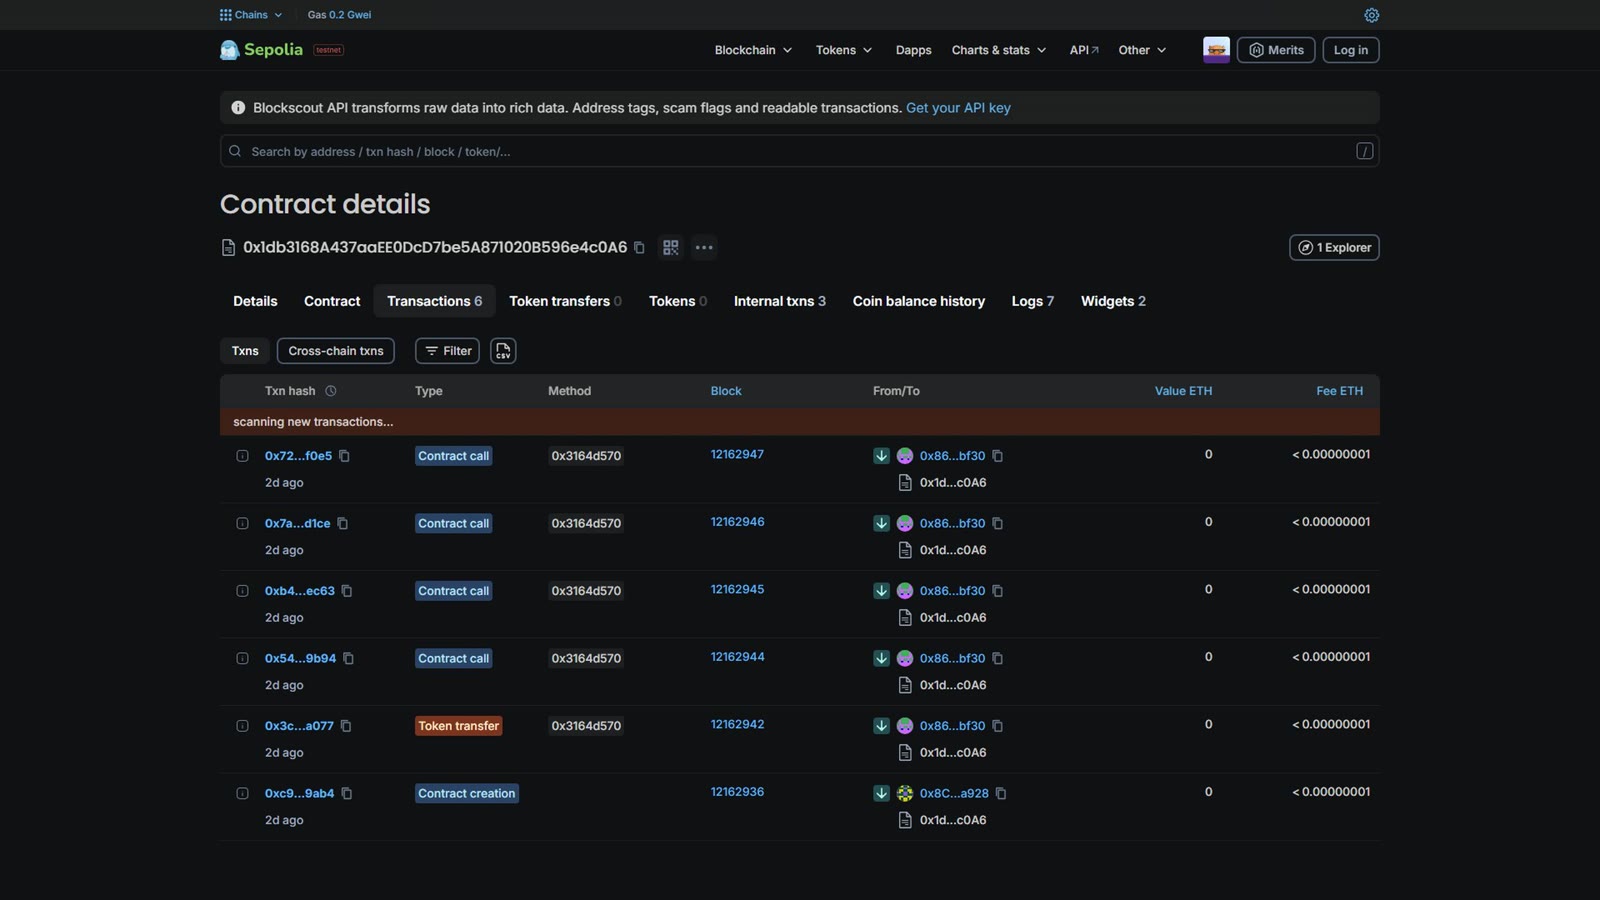 Chains Gas 0.2 Gwei
Sepolia testnet Blockchain Tokens Dapps Charts & stats API Other Merits Log in
Blockscout API transforms raw data into rich data. Address tags, scam flags and readable transactions. Get your API key
Search by address / txn hash / block / token/... /
Contract details
0x1db3168A437aaEE0DcD7be5A871020B596e4c0A6 1 Explorer
Details Contract Transactions 6 Token transfers 0 Tokens 0 Internal txns 3 Coin balance history Logs 7 Widgets 2
Txns Cross-chain txns Filter CSV
Txn hash Type Method Block From/To Value ETH Fee ETH
scanning new transactions...
0x72...f0e5 Contract call 0x3164d570 12162947 0x86...bf30 0 < 0.00000001
2d ago 0x1d...c0A6
0x7a...d1ce Contract call 0x3164d570 12162946 0x86...bf30 0 < 0.00000001
2d ago 0x1d...c0A6
0xb4...ec63 Contract call 0x3164d570 12162945 0x86...bf30 0 < 0.00000001
2d ago 0x1d...c0A6
0x54...9b94 Contract call 0x3164d570 12162944 0x86...bf30 0 < 0.00000001
2d ago 0x1d...c0A6
0x3c...a077 Token transfer 0x3164d570 12162942 0x86...bf30 0 < 0.00000001
2d ago 0x1d...c0A6
0xc9...9ab4 Contract creation 12162936 0x8C...a928 0 < 0.00000001
2d ago 0x1d...c0A6